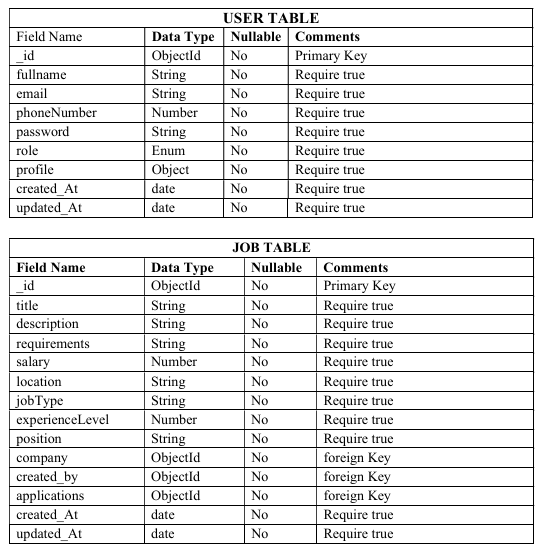 USER TABLE
Field Name Data Type Nullable Comments
_id ObjectId No Primary Key
fullname String No Require true
email String No Require true
phoneNumber Number No Require true
password String No Require true
role Enum No Require true
profile Object No Require true
created_At date No Require true
updated_At date No Require true
JOB TABLE
Field Name Data Type Nullable Comments
_id ObjectId No Primary Key
title String No Require true
description String No Require true
requirements String No Require true
salary Number No Require true
location String No Require true
jobType String No Require true
experienceLevel Number No Require true
position String No Require true
company ObjectId No foreign Key
created_by ObjectId No foreign Key
applications ObjectId No foreign Key
created_At date No Require true
updated_At date No Require true